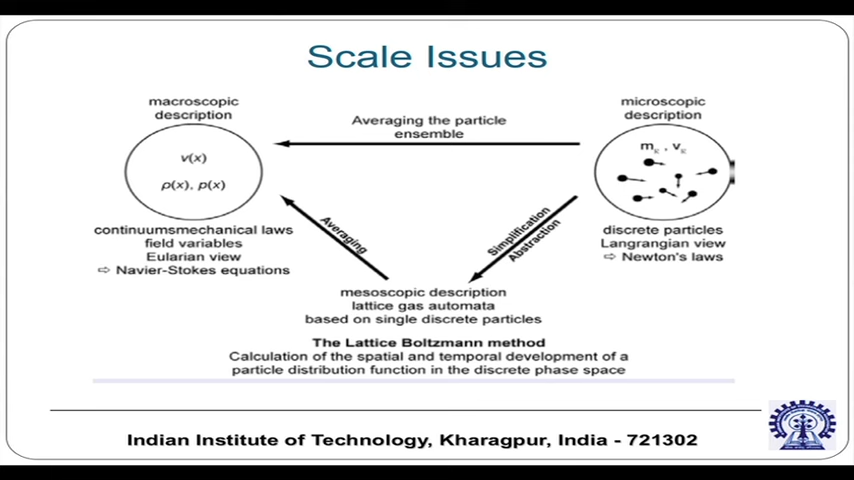 Scale Issues
macroscopic
description
v(x)
ρ(x), p(x)
continuumsmechanical laws
field variables
Eularian view
⇨ Navier-Stokes equations
Averaging the particle
ensemble
microscopic
description
discrete particles
Langrangian view
⇨ Newton's laws
Averaging
Simplification
Abstraction
mesoscopic description
lattice gas automata
based on single discrete particles
The Lattice Boltzmann method
Calculation of the spatial and temporal development of a
particle distribution function in the discrete phase space
Indian Institute of Technology, Kharagpur, India - 721302